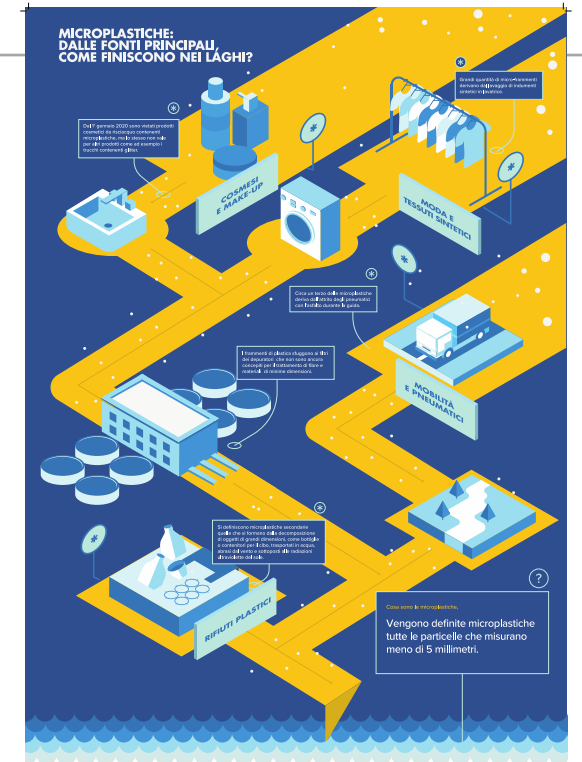 MICROPLASTICHE:
DALLE FONTI PRINCIPALI,
COME FINISCONO NEI LAGHI?
Grandi quantità di micro-frammenti
derivano dal lavaggio di indumenti
sintetici in lavatrice.
Dal 1° gennaio 2020 sono vietati prodotti
cosmetici da risciacquo contenenti
microplastiche, ma lo stesso non vale
per altri prodotti come ad esempio i
trucchi contenenti glitter.
COSMESI
E MAKE-UP
MODA E
TESSUTI SINTETICI
Circa un terzo delle microplastiche
deriva dall'attrito degli pneumatici
con l'asfalto durante la guida.
MOBILITÀ
E PNEUMATICI
I frammenti di plastica sfuggono ai filtri
dei depuratori che non sono ancora
concepiti per il trattamento di fibre e
materiali di minime dimensioni.
Si definiscono microplastiche secondarie
quelle che si formano dalla decomposizione
di oggetti di grandi dimensioni, come bottiglie
e contenitori per il cibo, trasportati in acqua,
abrasi dal vento e sottoposti alle radiazioni
ultraviolette del sole.
RIFIUTI PLASTICI
?
Cosa sono le microplastiche.
Vengono definite microplastiche
tutte le particelle che misurano
meno di 5 millimetri.